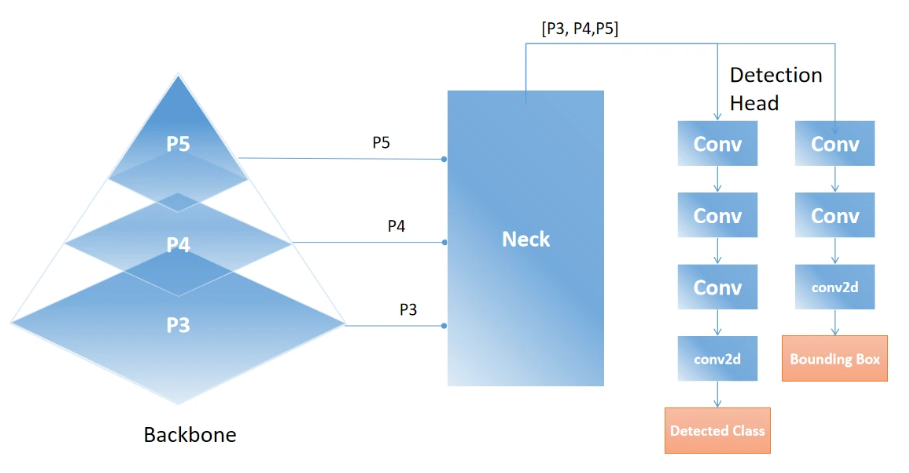 [P3, P4,P5]
Detection
Head
P5
P4
P3
P5
P4
P3
Neck
Conv
Conv
Conv
conv2d
Detected Class
Conv
Conv
conv2d
Bounding Box
Backbone